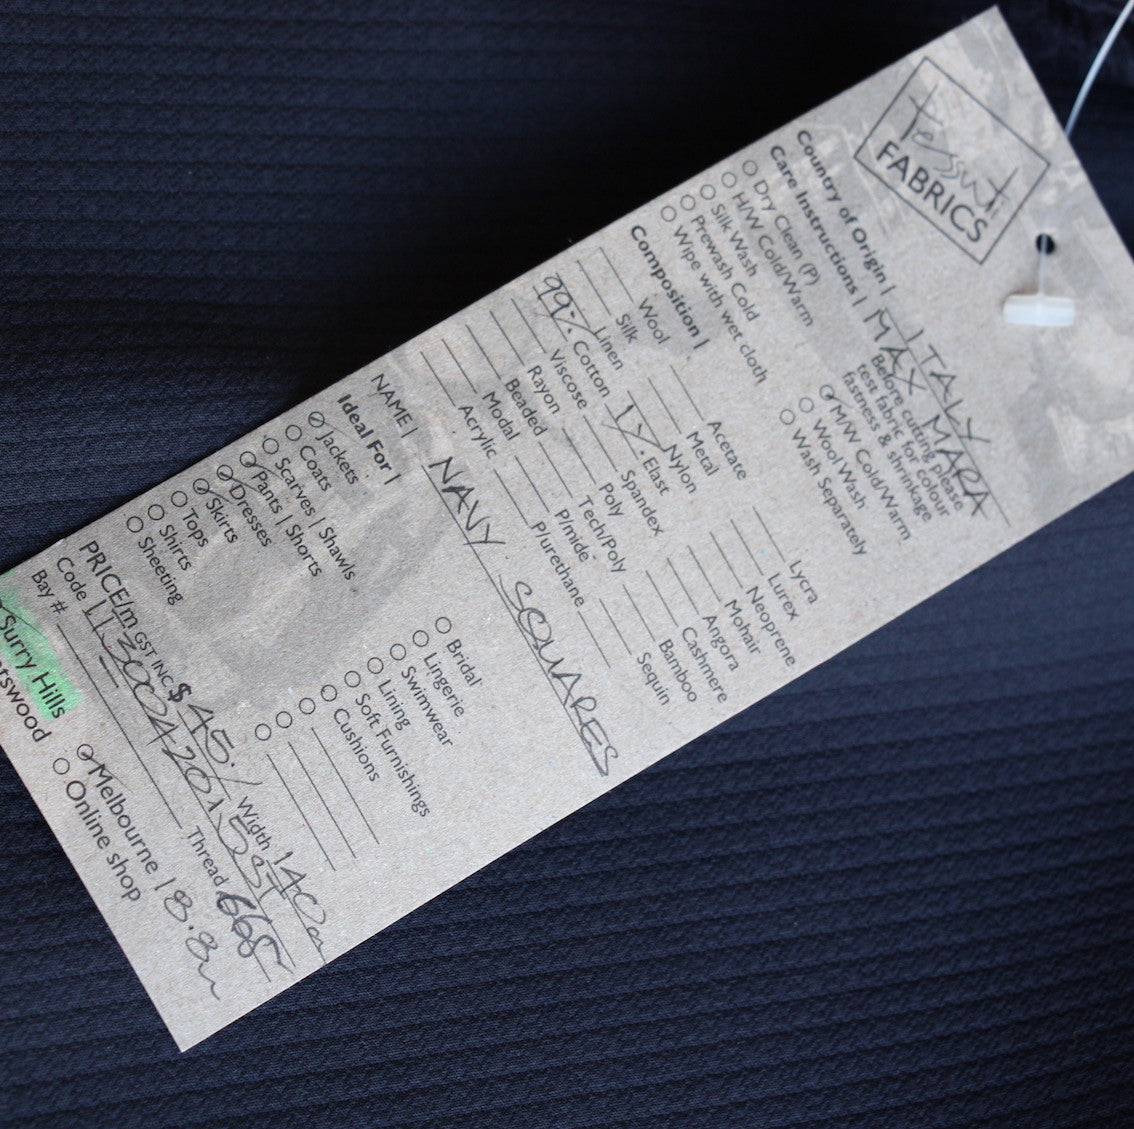 Tessuti
FABRICS
Country of Origin | ITALY
Care Instructions | MAX MARA
Dry Clean (P)
H/W Cold/Warm
Silk Wash
Prewash Cold
Wipe with wet cloth
Before cutting please
test fabric for colour
fastness & shrinkage
M/W Cold/Warm
Wool Wash
Wash Separately
Composition |
Wool
Silk
Linen
99% Cotton
Viscose
Rayon
Beaded
Modal
Acrylic
Acetate
Metal
Nylon
1% Elast
Spandex
Poly
Tech/Poly
P/mide
P/urethane
Lycra
Lurex
Neoprene
Mohair
Angora
Cashmere
Bamboo
Sequin
NAME | NAVY SQUARES
Ideal For |
Jackets
Coats
Scarves | Shawls
Pants | Shorts
Dresses
Skirts
Tops
Shirts
Sheeting
Bridal
Lingerie
Swimwear
Lining
Soft Furnishings
Cushions
PRICE/m GST INC $ 45./ Width 140
Code
Bay # Thread 668
Surry Hills
Melbourne 18.8m
Online shop